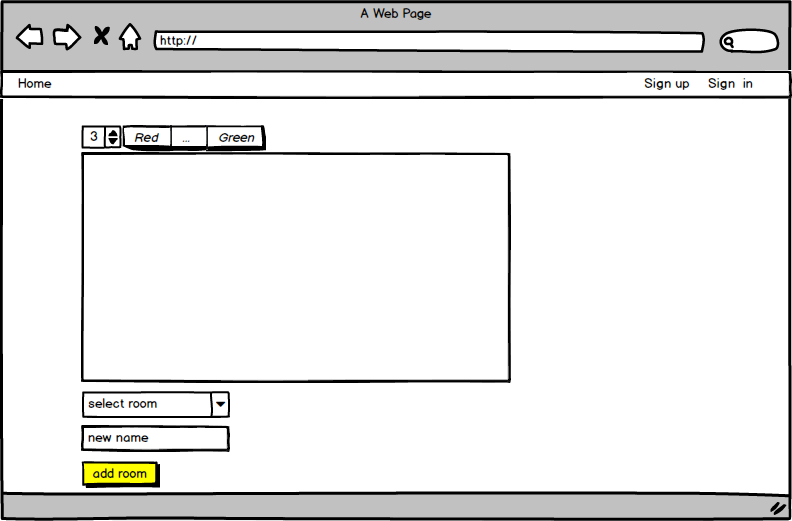 A Web Page
http://
Home Sign up Sign in
3 Red ... Green
select room
new name
add room